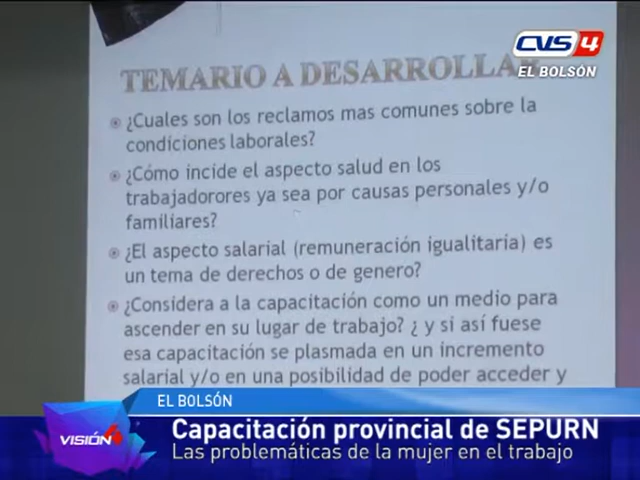 CVS4
EL BOLSÓN
TEMARIO A DESARROLLAR
¿Cuales son los reclamos mas comunes sobre la
condiciones laborales?
¿Cómo incide el aspecto salud en los
trabajadorores ya sea por causas personales y/o
familiares?
¿El aspecto salarial (remuneración igualitaria) es
un tema de derechos o de genero?
¿Considera a la capacitación como un medio para
ascender en su lugar de trabajo? ¿ y si así fuese
esa capacitación se plasmada en un incremento
salarial y/o en una posibilidad de poder acceder y
EL BOLSÓN
VISIÓN4
Capacitación provincial de SEPURN
Las problemáticas de la mujer en el trabajo